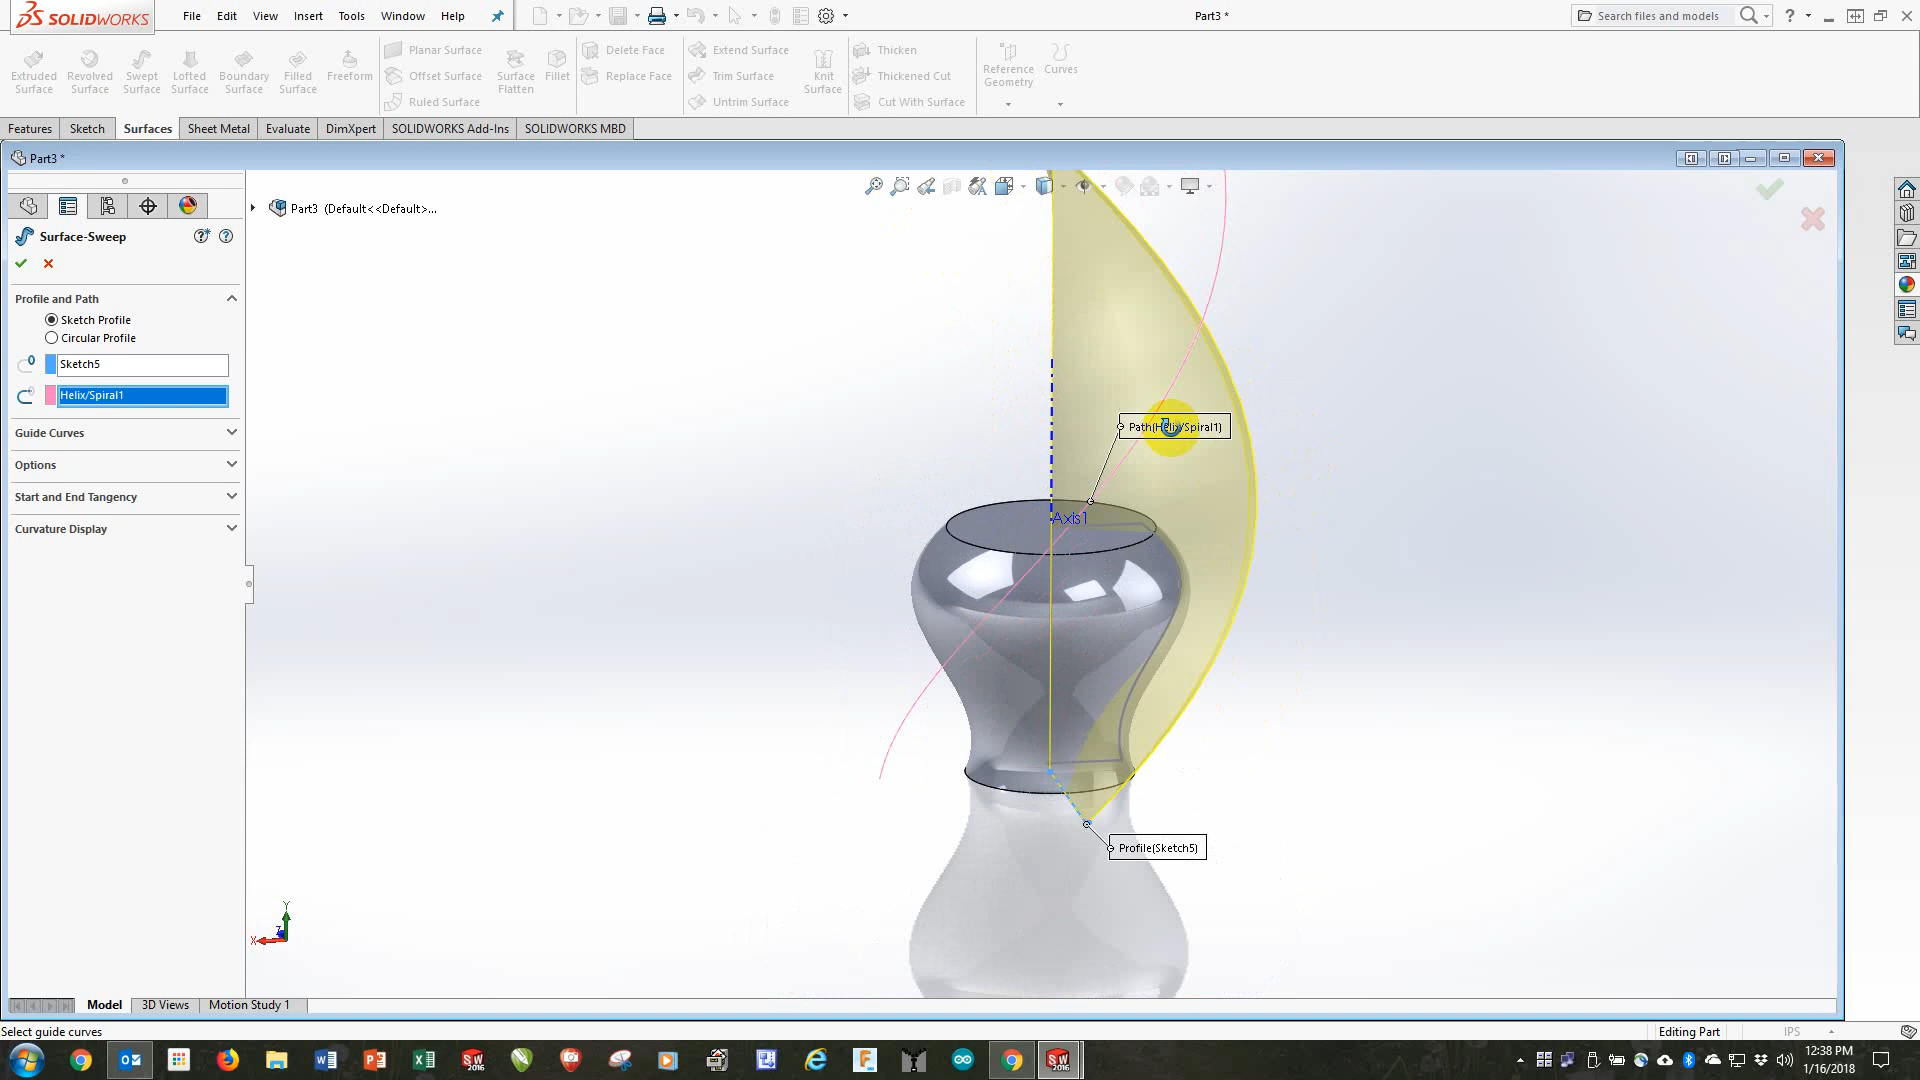 SOLIDWORKS
File Edit View Insert Tools Window Help
Part3 *
Search files and models
?
Extruded Surface
Revolved Surface
Swept Surface
Lofted Surface
Boundary Surface
Filled Surface
Freeform
Planar Surface
Offset Surface
Ruled Surface
Surface Flatten
Fillet
Delete Face
Replace Face
Extend Surface
Trim Surface
Untrim Surface
Knit Surface
Thicken
Thickened Cut
Cut With Surface
Reference Geometry
Curves
Features Sketch Surfaces Sheet Metal Evaluate DimXpert SOLIDWORKS Add-Ins SOLIDWORKS MBD
Part3 *
Part3 (Default<<Default>...
Surface-Sweep
Profile and Path
Sketch Profile
Circular Profile
Sketch5
Helix/Spiral1
Guide Curves
Options
Start and End Tangency
Curvature Display
Path(Helix/Spiral1)
Axis1
Profile(Sketch5)
Y
Z
X
Model 3D Views Motion Study 1
Select guide curves
Editing Part
IPS
SW 2016
SW 2016
12:38 PM
1/16/2018